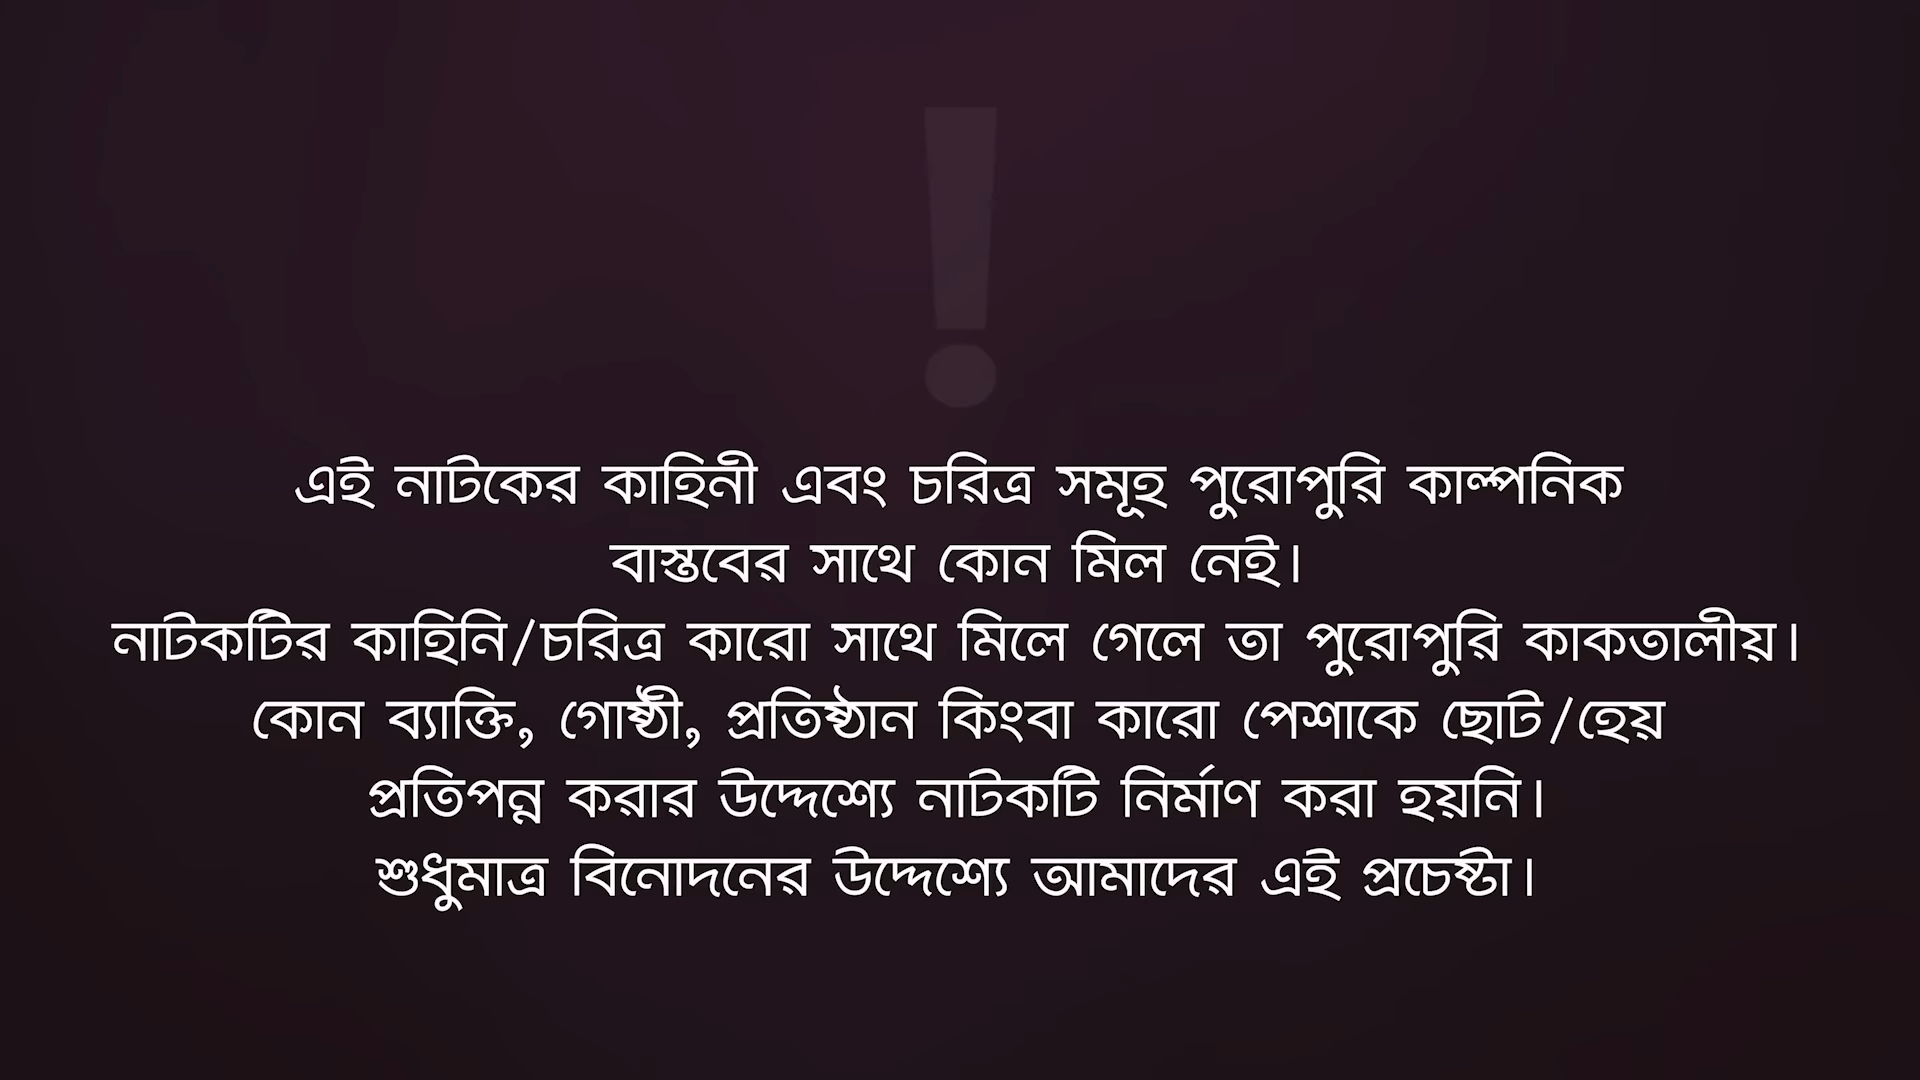 এই নাটকের কাহিনী এবং চরিত্র সমূহ পুরোপুরি কাল্পনিক
বাস্তবের সাথে কোন মিল নেই।
নাটকটির কাহিনি/চরিত্র কারো সাথে মিলে গেলে তা পুরোপুরি কাকতালীয়।
কোন ব্যাক্তি, গোষ্ঠী, প্রতিষ্ঠান কিংবা কারো পেশাকে ছোট/হেয়
প্রতিপন্ন করার উদ্দেশ্যে নাটকটি নির্মাণ করা হয়নি।
শুধুমাত্র বিনোদনের উদ্দেশ্যে আমাদের এই প্রচেষ্টা।